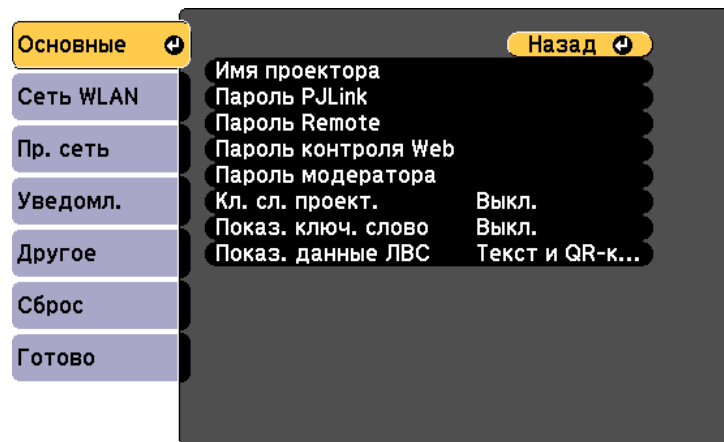 Основные
Сеть WLAN
Пр. сеть
Уведомл.
Другое
Сброс
Готово
Назад
Имя проектора
Пароль PJLink
Пароль Remote
Пароль контроля Web
Пароль модератора
Кл. сл. проект. Выкл.
Показ. ключ. слово Выкл.
Показ. данные ЛВС Текст и QR-к...